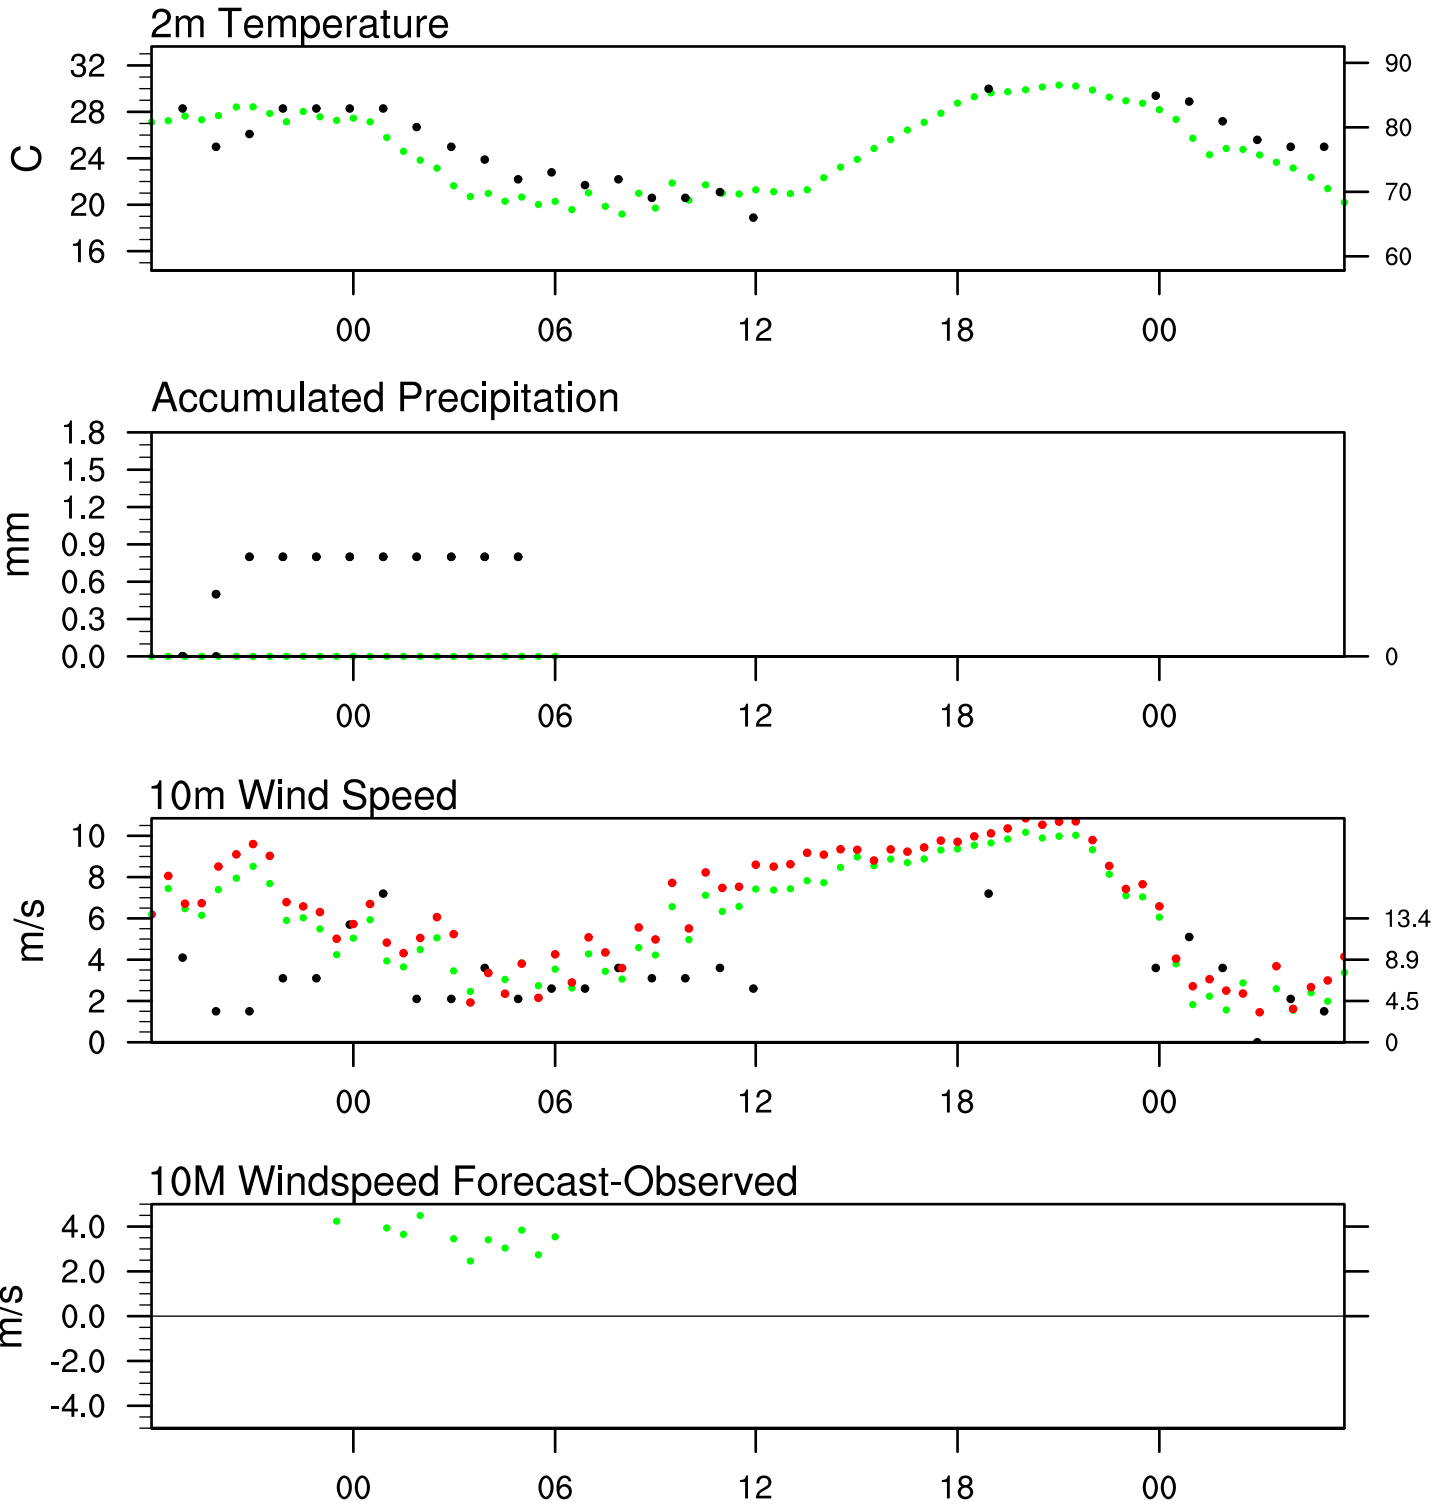 2m Temperature
32
28
24
20
16
C
90
80
70
60
00 06 12 18 00
Accumulated Precipitation
1.8
1.5
1.2
0.9
0.6
0.3
0.0
mm
0
00 06 12 18 00
10m Wind Speed
10
8
6
4
2
0
m/s
13.4
8.9
4.5
0
00 06 12 18 00
10M Windspeed Forecast-Observed
4.0
2.0
0.0
-2.0
-4.0
m/s
00 06 12 18 00